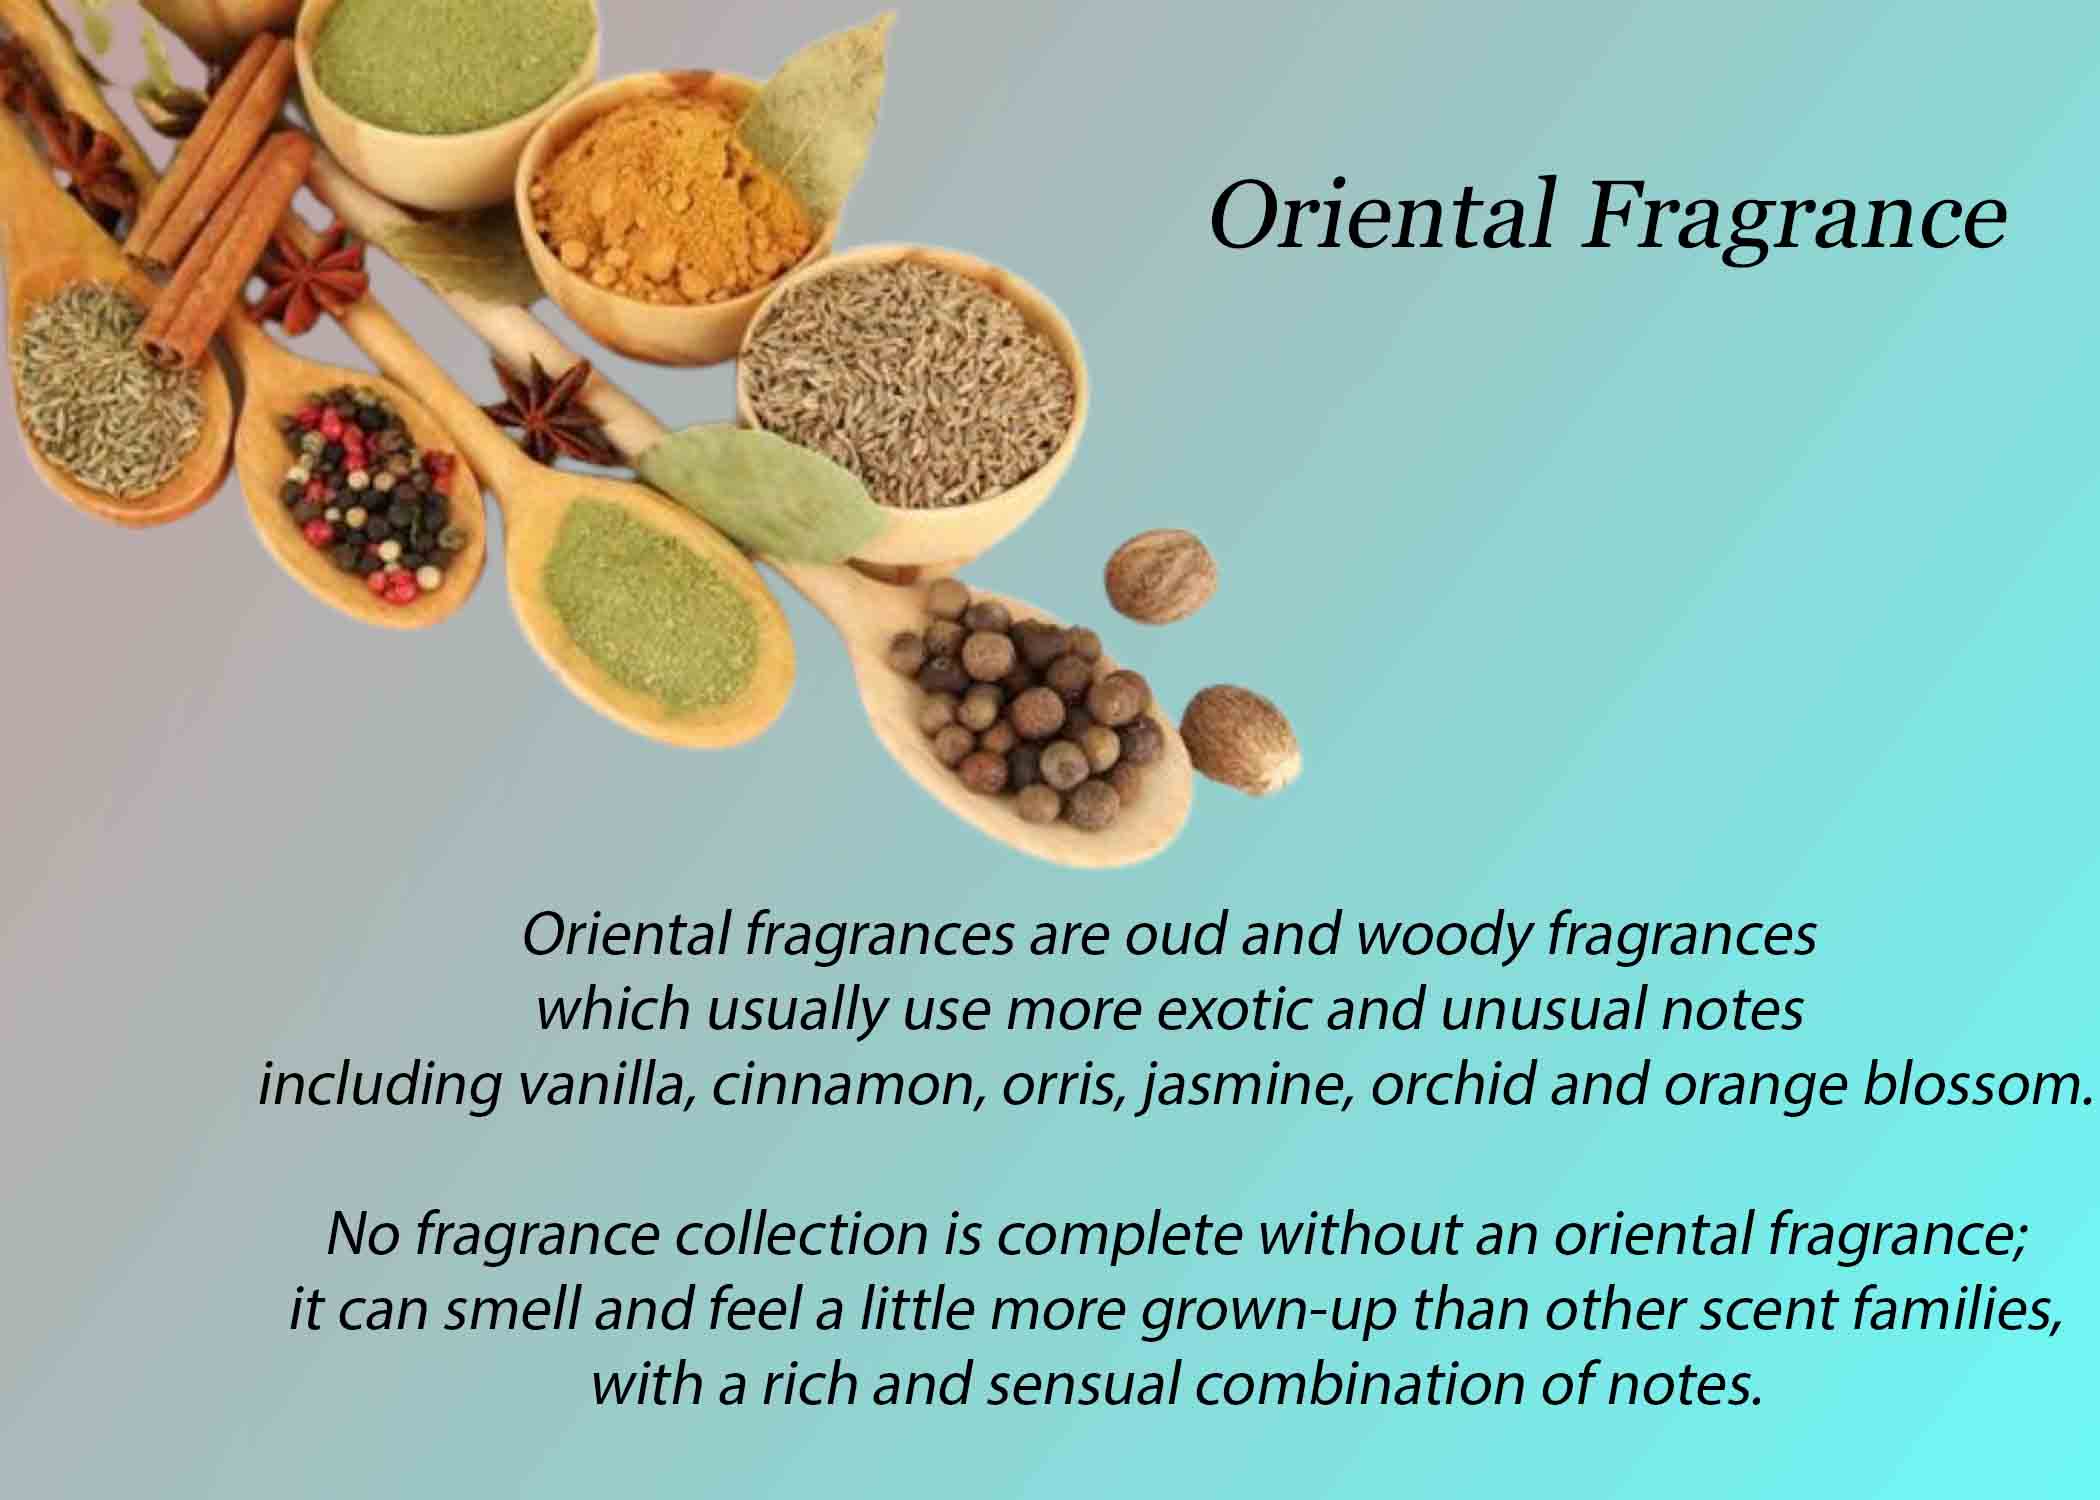 Oriental Fragrance
Oriental fragrances are oud and woody fragrances
which usually use more exotic and unusual notes
including vanilla, cinnamon, orris, jasmine, orchid and orange blossom.
No fragrance collection is complete without an oriental fragrance;
it can smell and feel a little more grown-up than other scent families,
with a rich and sensual combination of notes.